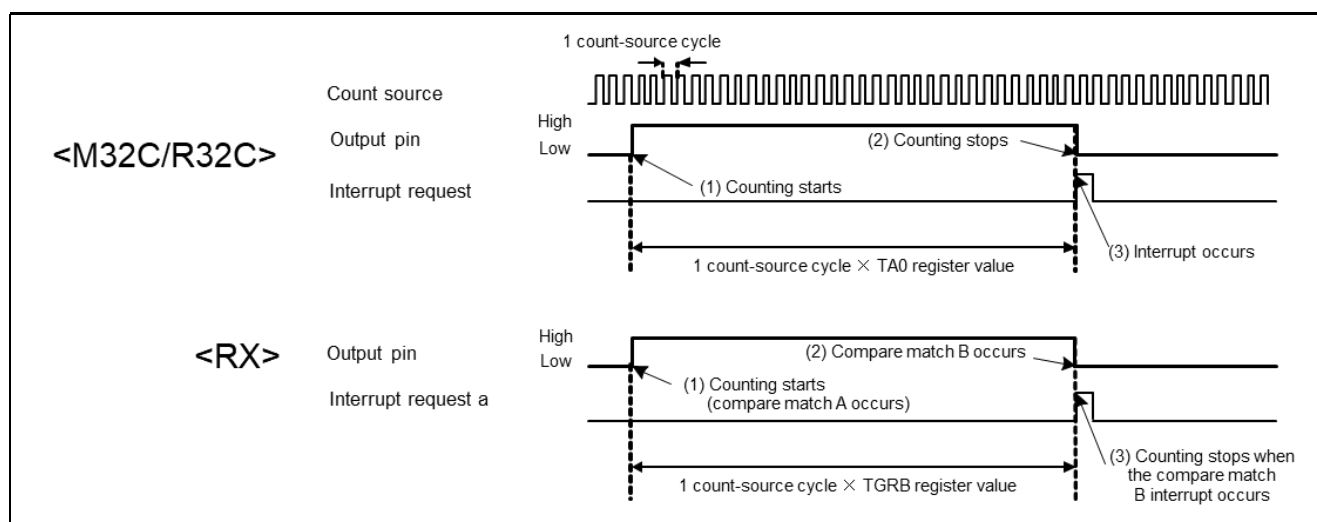 1 count-source cycle
Count source
<M32C/R32C>
Output pin
High
Low
(2) Counting stops
(1) Counting starts
Interrupt request
(3) Interrupt occurs
1 count-source cycle × TA0 register value
<RX>
Output pin
High
Low
(2) Compare match B occurs
(1) Counting starts
(compare match A occurs)
Interrupt request a
(3) Counting stops when
the compare match
B interrupt occurs
1 count-source cycle × TGRB register value